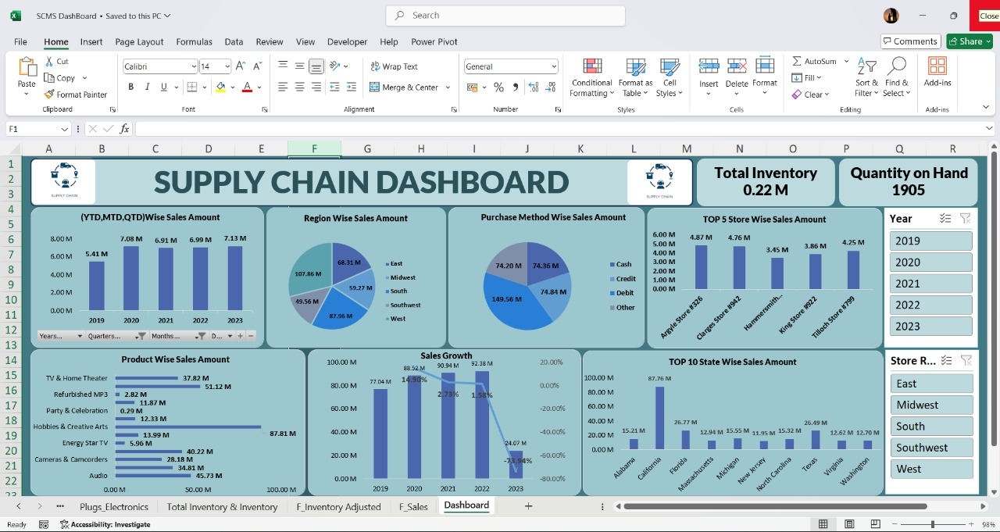 SCMS DashBoard • Saved to this PC
Search
Close
File Home Insert Page Layout Formulas Data Review View Developer Help Power Pivot
Comments
Share
Paste
Cut
Copy
Format Painter
Clipboard
Calibri
14
B I U
Font
Wrap Text
Merge & Center
Alignment
General
%
Number
Conditional Formatting
Format as Table
Cell Styles
Styles
Insert
Delete
Format
Cells
AutoSum
Fill
Clear
Sort & Filter
Find & Select
Editing
Add-ins
Add-ins
F1
fx
A B C D E F G H I J K L M N O P Q R
1
2
3
4
5
6
7
8
9
10
11
12
13
14
15
16
17
18
19
20
21
22
23
SUPPLY CHAIN
SUPPLY CHAIN DASHBOARD
SUPPLY CHAIN
Total Inventory
0.22 M
Quantity on Hand
1905
(YTD,MTD,QTD)Wise Sales Amount
8.00 M
6.00 M
4.00 M
2.00 M
0.00 M
5.41 M
7.08 M
6.91 M
6.99 M
7.13 M
2019 2020 2021 2022 2023
Years... Quarters... Months... D... + −
Region Wise Sales Amount
68.31 M
59.27 M
87.96 M
49.56 M
107.86 M
East
Midwest
South
Southwest
West
Purchase Method Wise Sales Amount
74.20 M
74.36 M
74.84 M
149.56 M
Cash
Credit
Debit
Other
TOP 5 Store Wise Sales Amount
6.00 M
5.00 M
4.00 M
3.00 M
2.00 M
1.00 M
0.00 M
4.87 M
4.76 M
3.45 M
3.86 M
4.25 M
Argyle Store #326
Clarges Store #942
Hammersmith...
King Store #922
Tilloch Store #799
Year
2019
2020
2021
2022
2023
Product Wise Sales Amount
TV & Home Theater 37.82 M
51.12 M
Refurbished MP3 2.82 M
11.87 M
Party & Celebration 0.29 M
12.33 M
Hobbies & Creative Arts 87.81 M
13.99 M
Energy Star TV 5.96 M
40.22 M
Cameras & Camcorders 28.18 M
34.81 M
Audio 45.73 M
0.00 M 50.00 M 100.00 M
Sales Growth
100.00 M
80.00 M
60.00 M
40.00 M
20.00 M
0.00 M
77.04 M
88.52 M
90.94 M
92.38 M
24.07 M
14.90%
2.73%
1.58%
-73.94%
20.00%
0.00%
-20.00%
-40.00%
-60.00%
-80.00%
2019 2020 2021 2022 2023
TOP 10 State Wise Sales Amount
100.00 M
80.00 M
60.00 M
40.00 M
20.00 M
0.00 M
15.21 M
87.76 M
26.77 M
12.94 M
15.55 M
11.95 M
15.32 M
26.49 M
12.62 M
12.70 M
Alabama
California
Florida
Massachusetts
Michigan
New Jersey
North Carolina
Texas
Virginia
Washington
Store R...
East
Midwest
South
Southwest
West
Plugs_Electronics Total Inventory & Inventory F_Inventory Adjusted F_Sales Dashboard
Ready
Accessibility: Investigate
98%